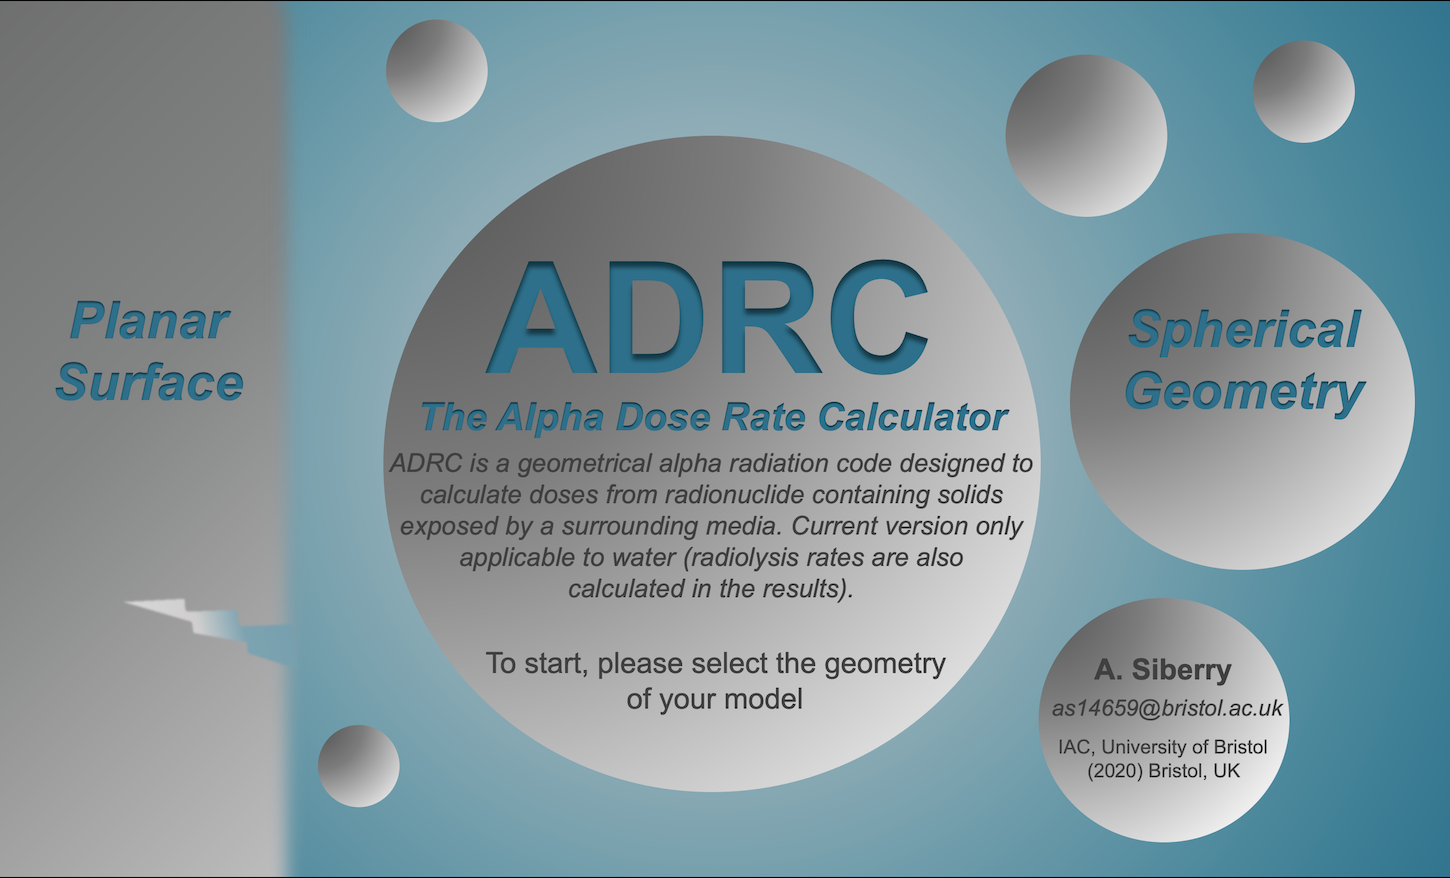 Planar
Surface
ADRC
The Alpha Dose Rate Calculator
ADRC is a geometrical alpha radiation code designed to
calculate doses from radionuclide containing solids
exposed by a surrounding media. Current version only
applicable to water (radiolysis rates are also
calculated in the results).
To start, please select the geometry
of your model
Spherical
Geometry
A. Siberry
as14659@bristol.ac.uk
IAC, University of Bristol
(2020) Bristol, UK